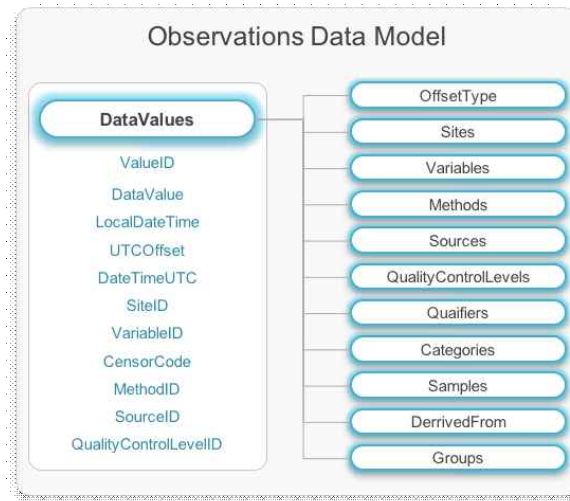 Observations Data Model
DataValues
ValueID
DataValue
LocalDateTime
UTCOffset
DateTimeUTC
SiteID
VariableID
CensorCode
MethodID
SourceID
QualityControlLevelID
OffsetType
Sites
Variables
Methods
Sources
QualityControlLevels
Quaifiers
Categories
Samples
DerrivedFrom
Groups